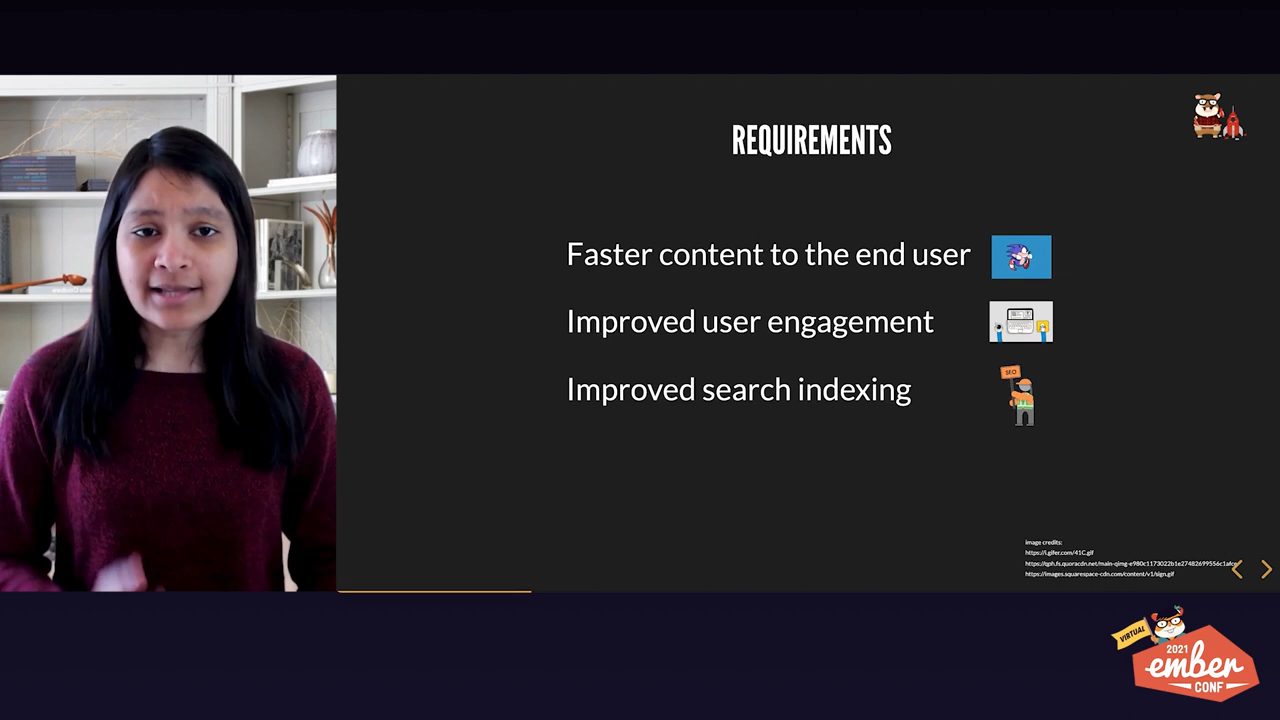 REQUIREMENTS
Faster content to the end user
Improved user engagement
Improved search indexing
SEO
image credits:
https://i.gifer.com/41C.gif
https://images.squarespace-cdn.com/content/v1/sign.gif
VIRTUAL
2021
ember
CONF